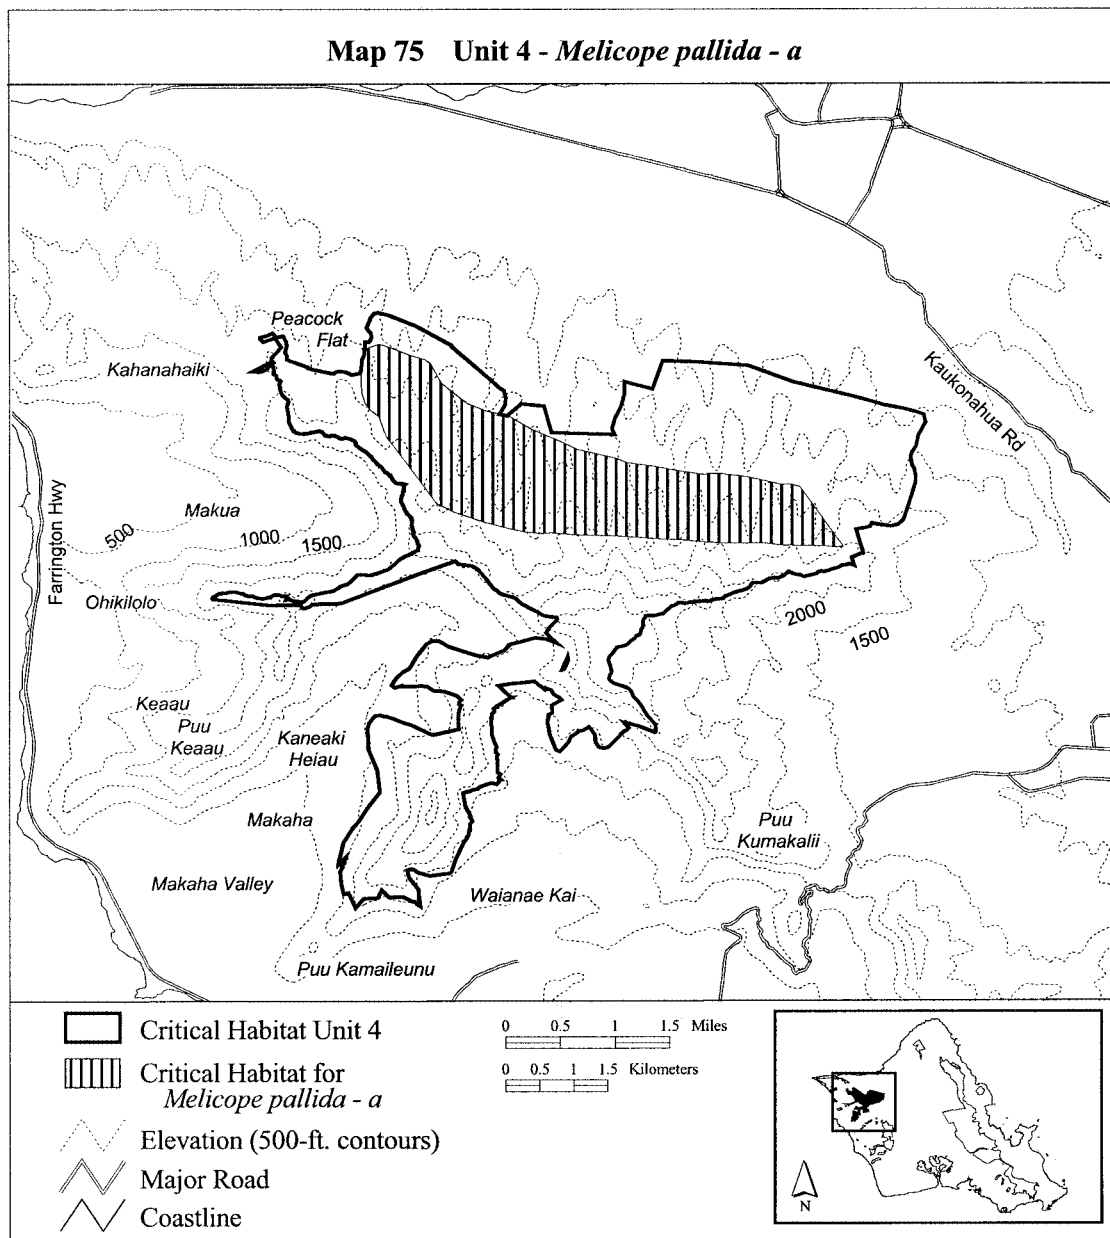 Map 75 Unit 4 - Melicope pallida - a
Peacock
Flat
Kahanahaiki
Kaukonahua Rd
Farrington Hwy
Makua
500
1000
1500
Ohikilolo
2000
1500
Keaau
Puu
Keaau
Kaneaki
Heiau
Makaha
Puu
Kumakalii
Makaha Valley
Waianae Kai
Puu Kamaileunu
Critical Habitat Unit 4
Critical Habitat for
Melicope pallida - a
Elevation (500-ft. contours)
Major Road
Coastline
0 0.5 1 1.5 Miles
0 0.5 1 1.5 Kilometers
N